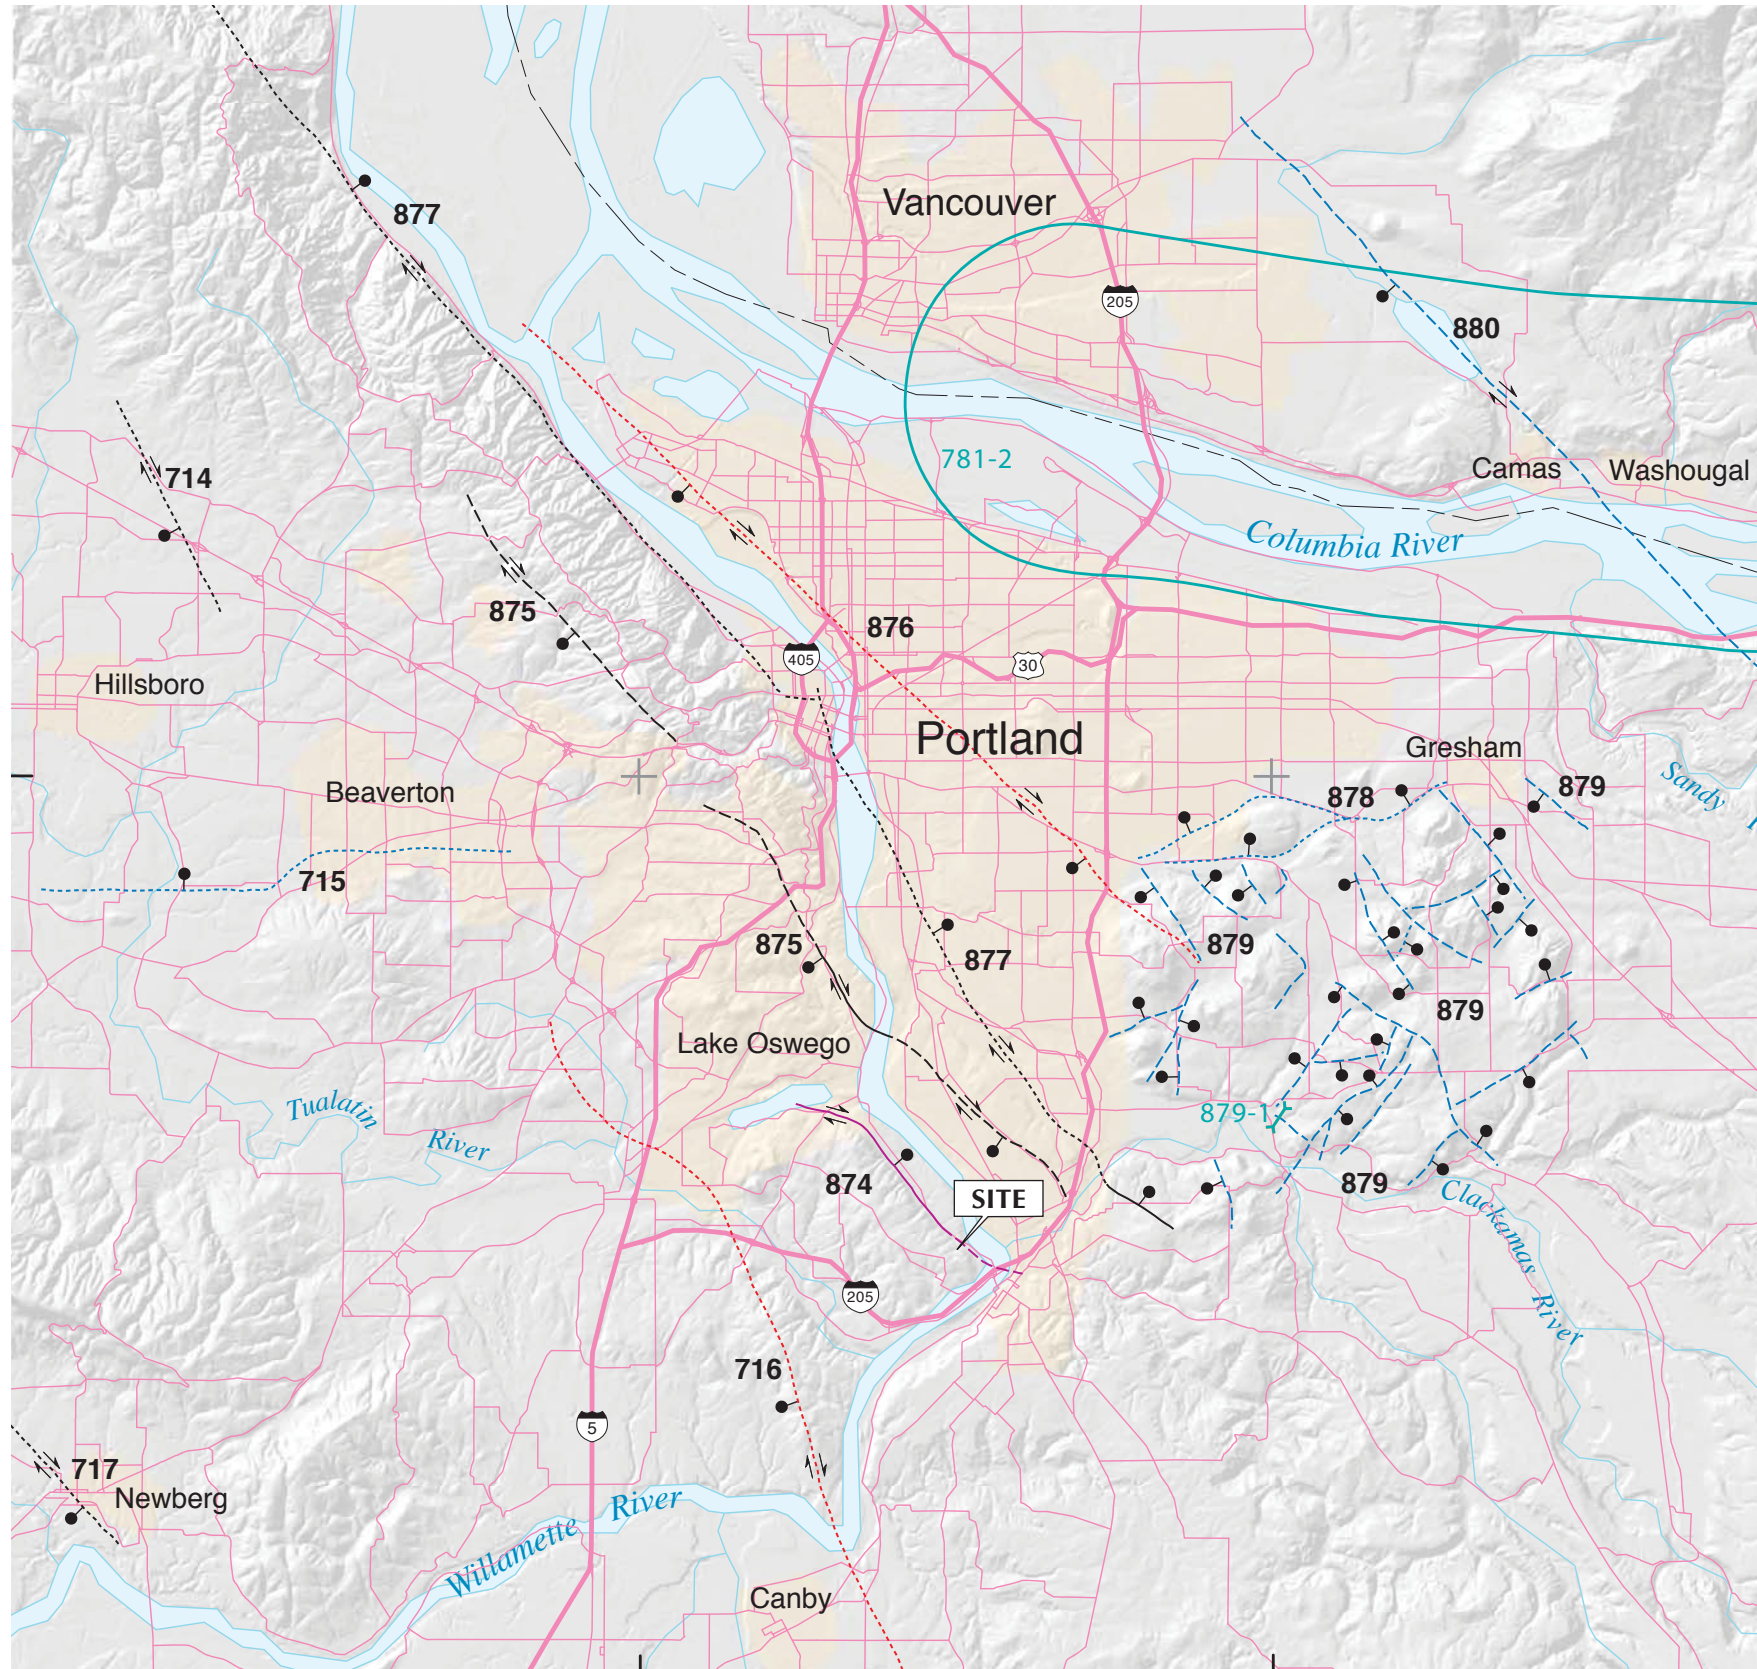 Vancouver
877
205
880
781-2
714
Camas
Washougal
Columbia River
875
876
405
30
Hillsboro
Portland
Gresham
Beaverton
878
879
Sandy
715
875
877
879
879
Lake Oswego
Tualatin
River
879-1
874
879
SITE
Clackamas River
205
716
5
717
Newberg
Willamette River
Canby